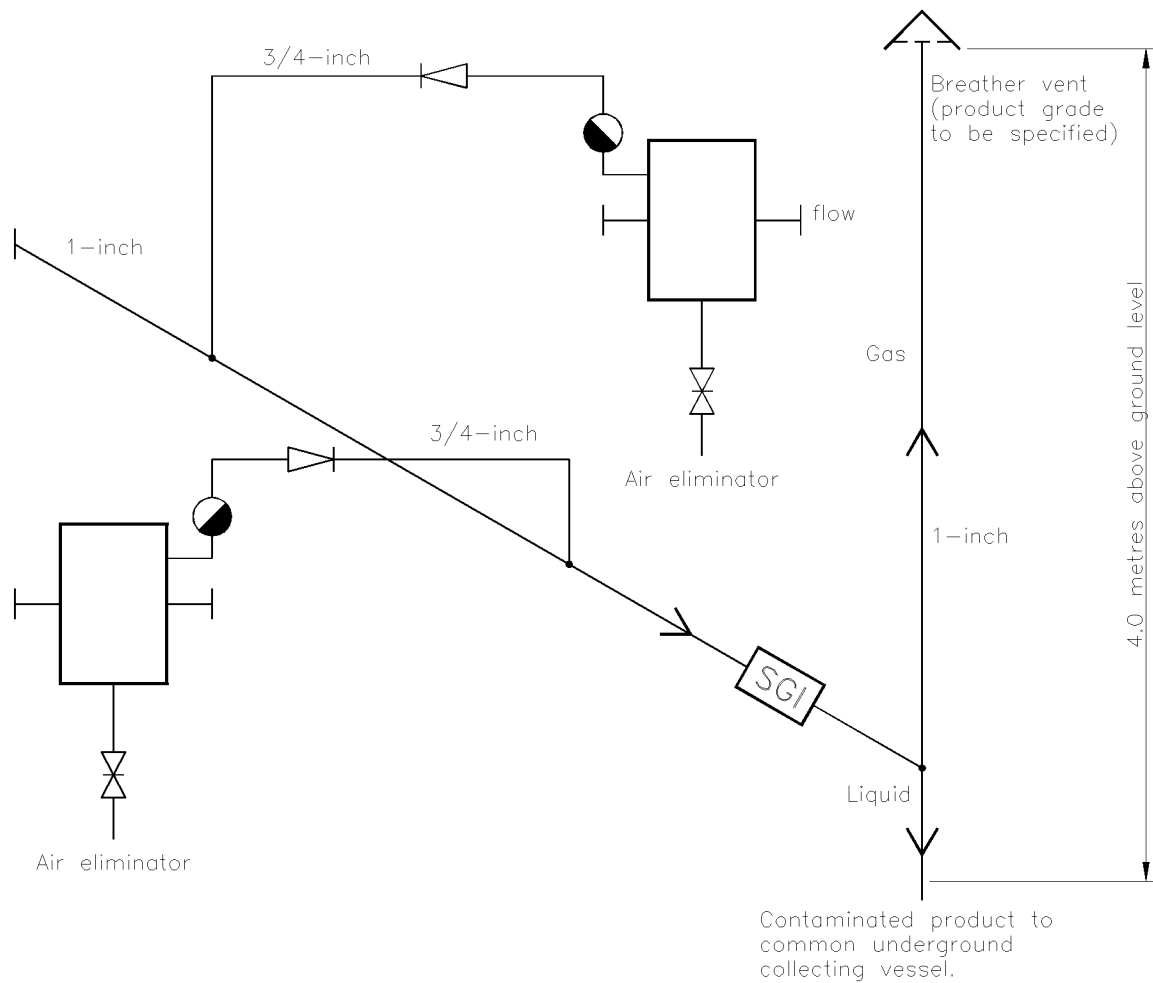 3/4-inch
Breather vent
(product grade
to be specified)
flow
1-inch
Gas
3/4-inch
Air eliminator
1-inch
4.0 metres above ground level
SGI
Liquid
Air eliminator
Contaminated product to
common underground
collecting vessel.